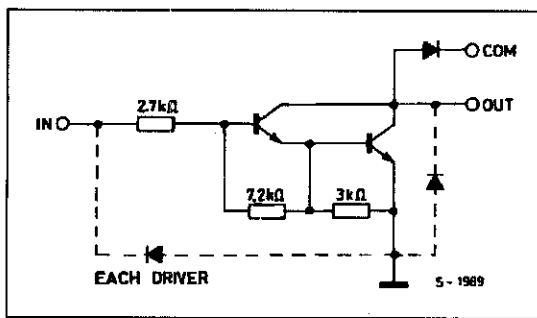 COM
2.7kΩ
OUT
IN
7.2kΩ
3kΩ
EACH DRIVER
S-1989